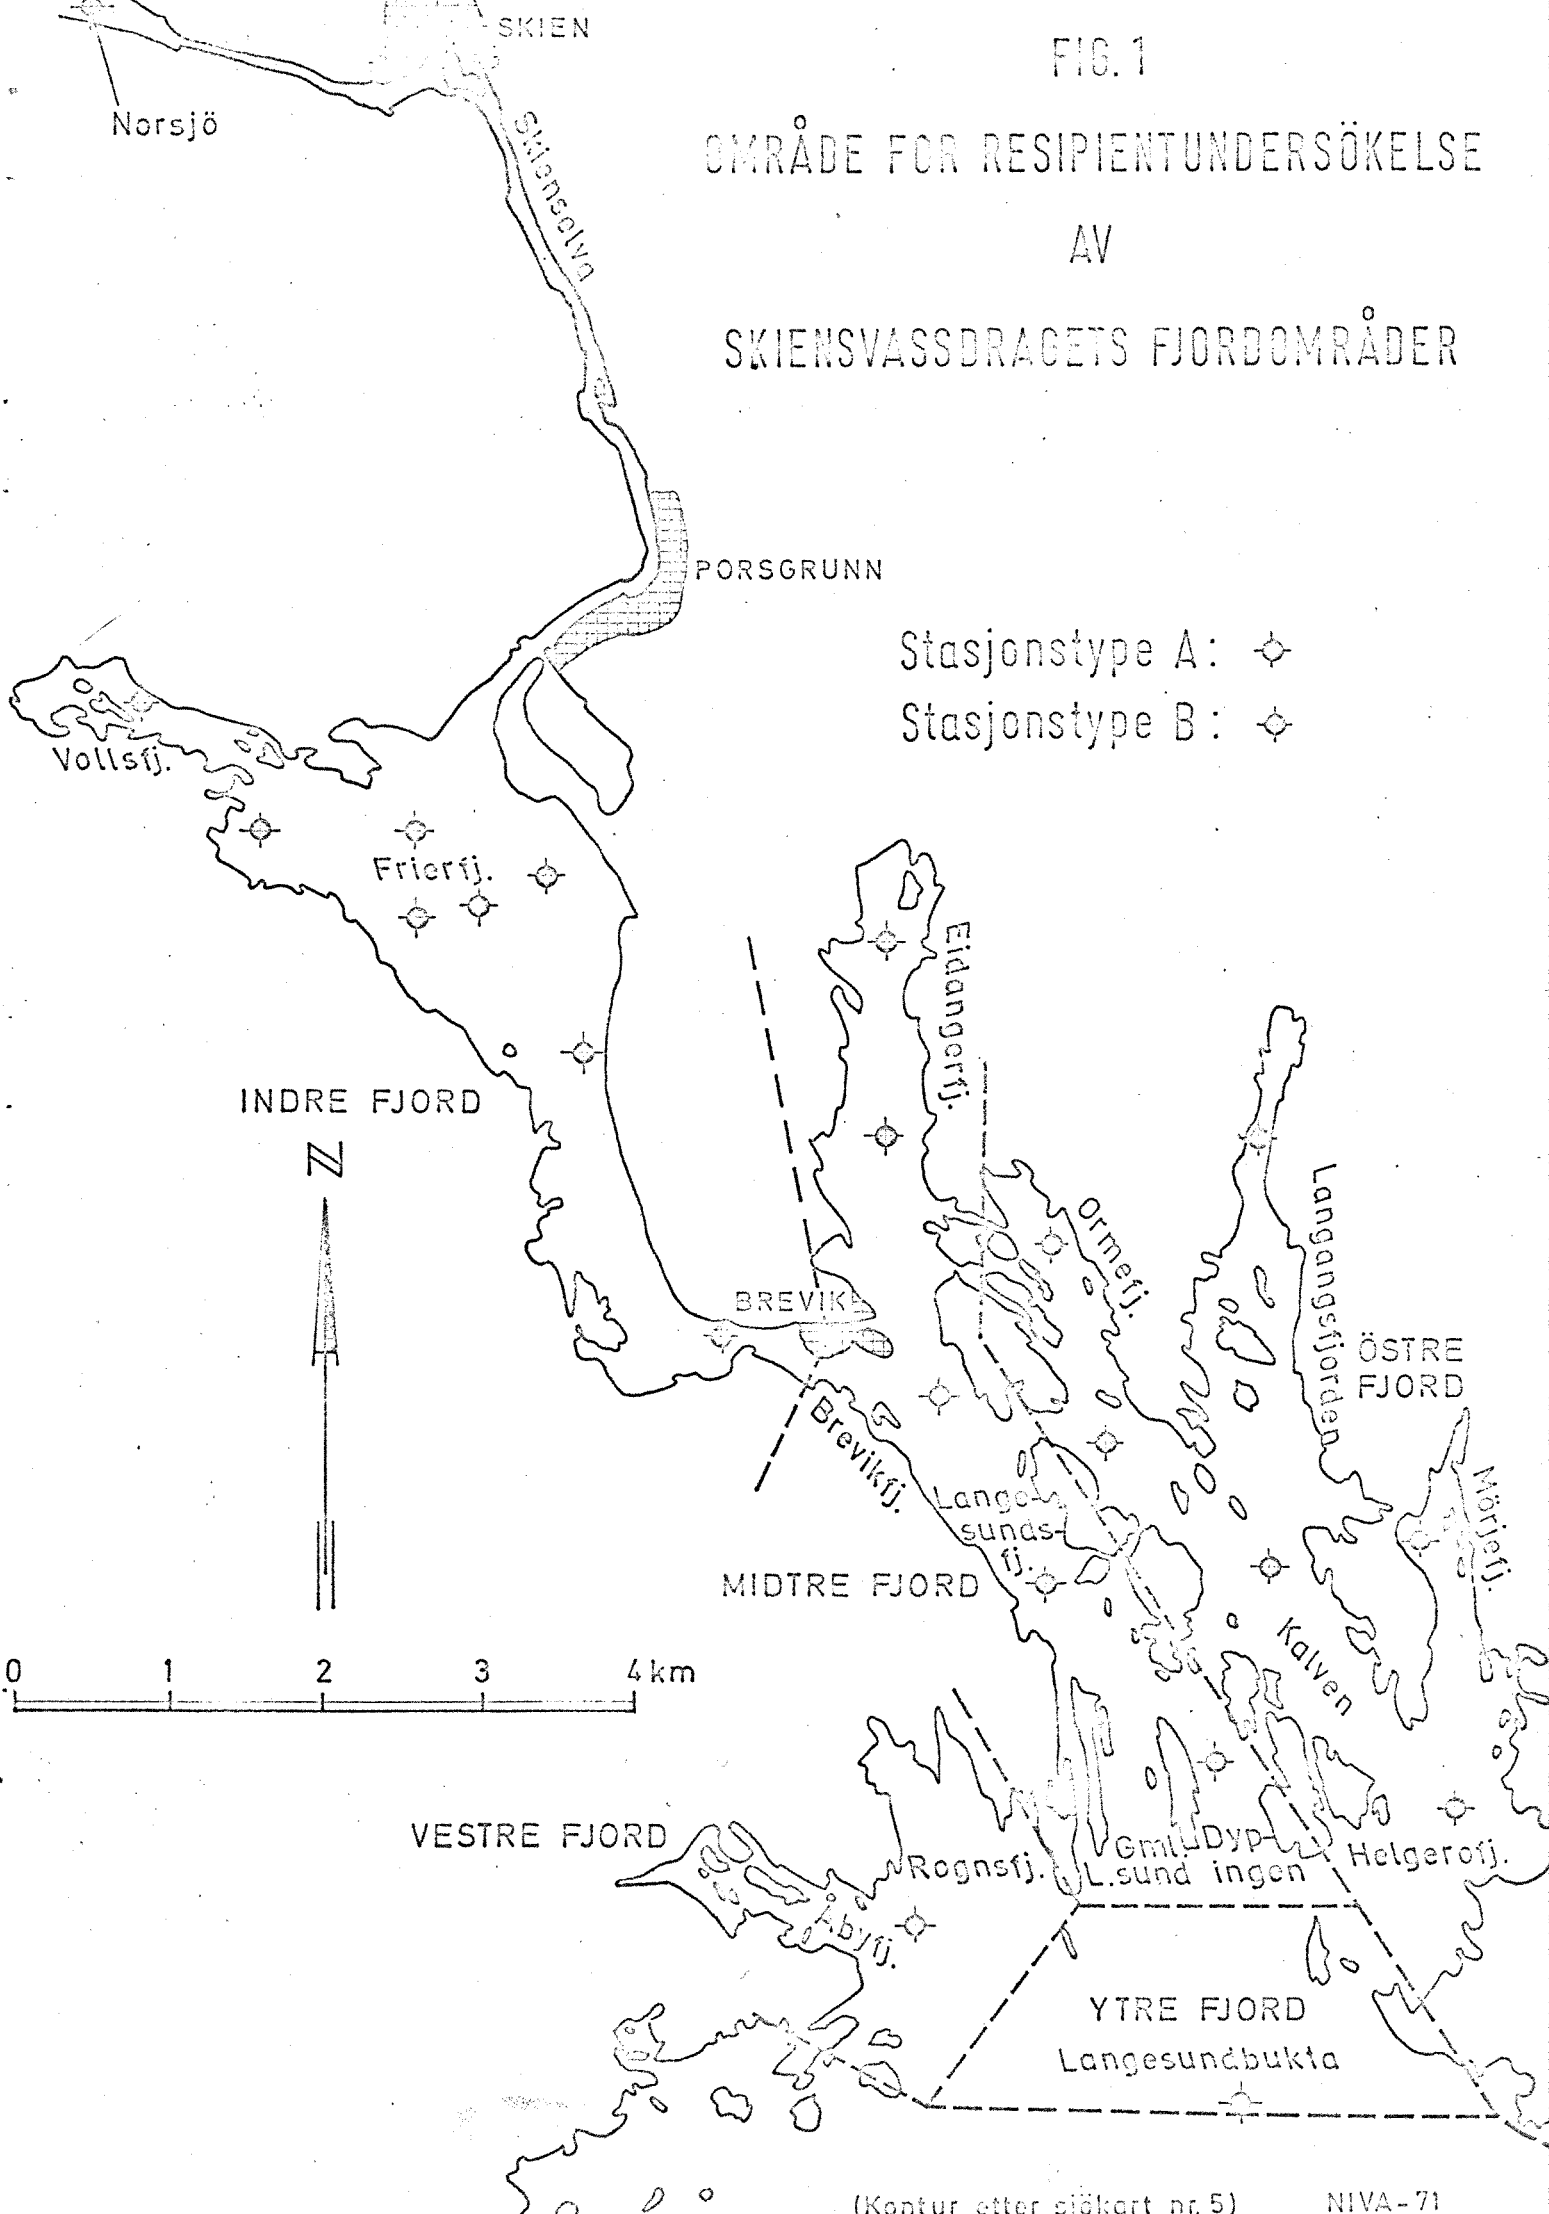 SKIEN
FIG. 1
Norsjö
OMRÅDE FOR RESIPIENTUNDERSÖKELSE
Skienselva
AV
SKIENSVASSDRAGETS FJORDOMRÅDER
PORSGRUNN
Stasjonstype A:
Stasjonstype B:
Vollsfj.
Frierfj.
Eidangerfj.
INDRE FJORD
N
Ormefj.
Langangsfjorden
BREVIK
ÖSTRE
FJORD
Brevikfj.
Mörjefj.
Lange-
sunds-
fj.
MIDTRE FJORD
Kalven
0 1 2 3 4 km
VESTRE FJORD
Rognsfj.
Gml.
L.sund
Dyp-
ingen
Helgerofj.
Åbyfj.
YTRE FJORD
Langesundbukta
(Kontur etter sjökart nr. 5)
NIVA-71